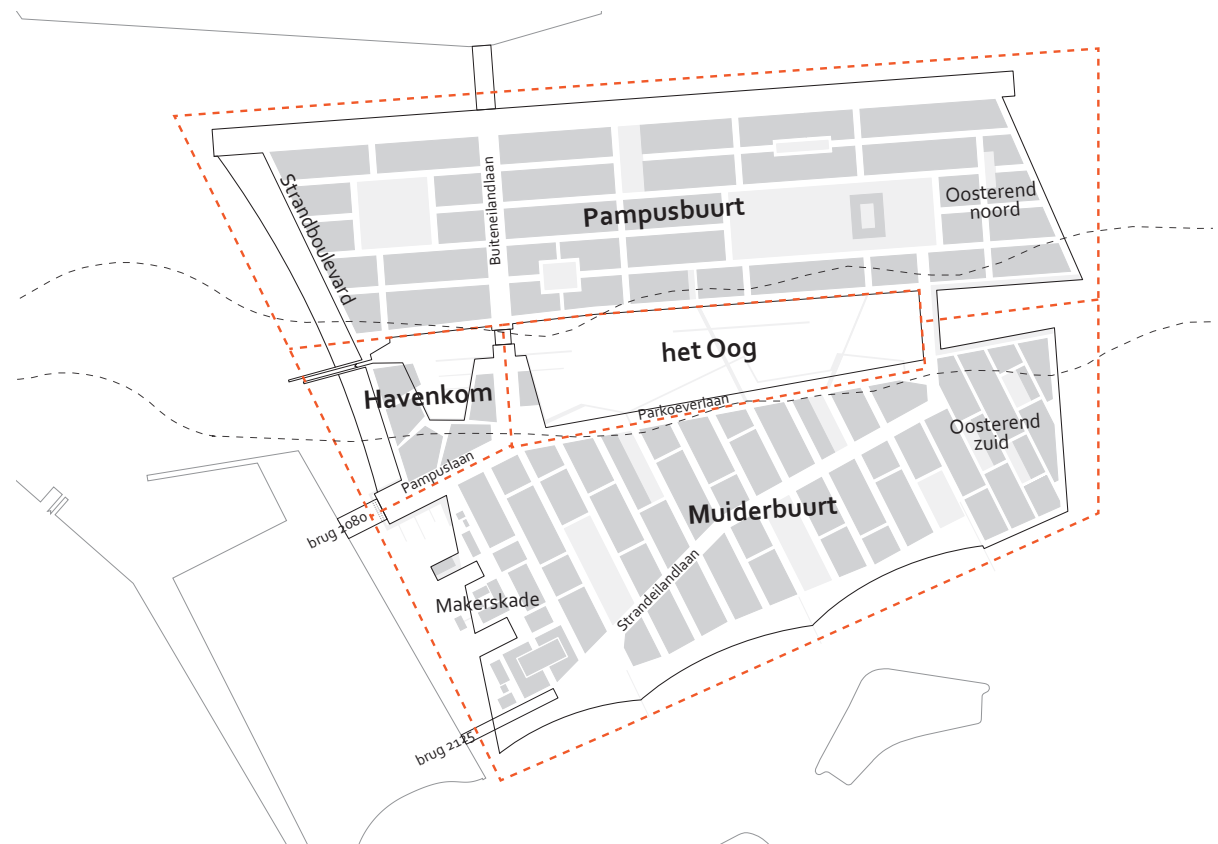 Strandboulevard
Buiteneilandlaan
Pampusbuurt
Oosterend
noord
het Oog
Havenkom
Parkoeverlaan
Oosterend
zuid
Pampuslaan
brug 2080
Muiderbuurt
Strandeilandlaan
Makerskade
brug 2125